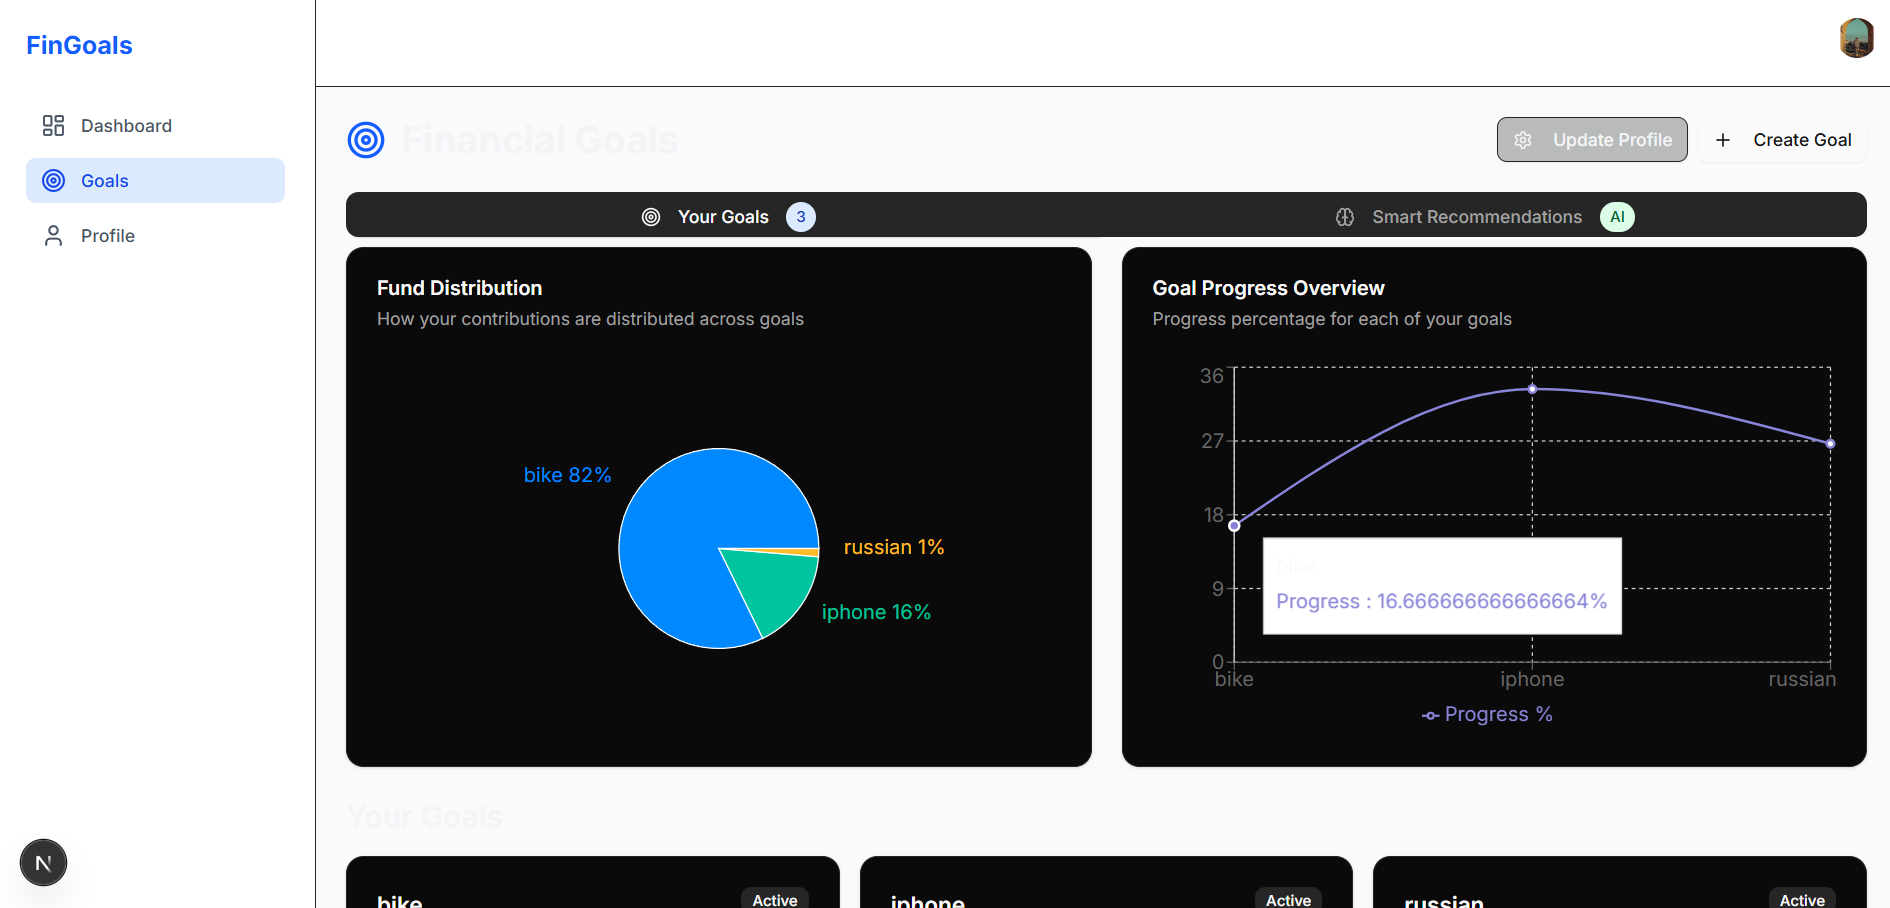 FinGoals
Dashboard
Goals
Profile
Financial Goals
Update Profile
Create Goal
Your Goals 3
Smart Recommendations AI
Fund Distribution
How your contributions are distributed across goals
bike 82%
russian 1%
iphone 16%
Goal Progress Overview
Progress percentage for each of your goals
36
27
18
9
0
bike
Progress : 16.666666666666664%
bike iphone russian
Progress %
Your Goals
bike Active
iphone Active
russian Active
N